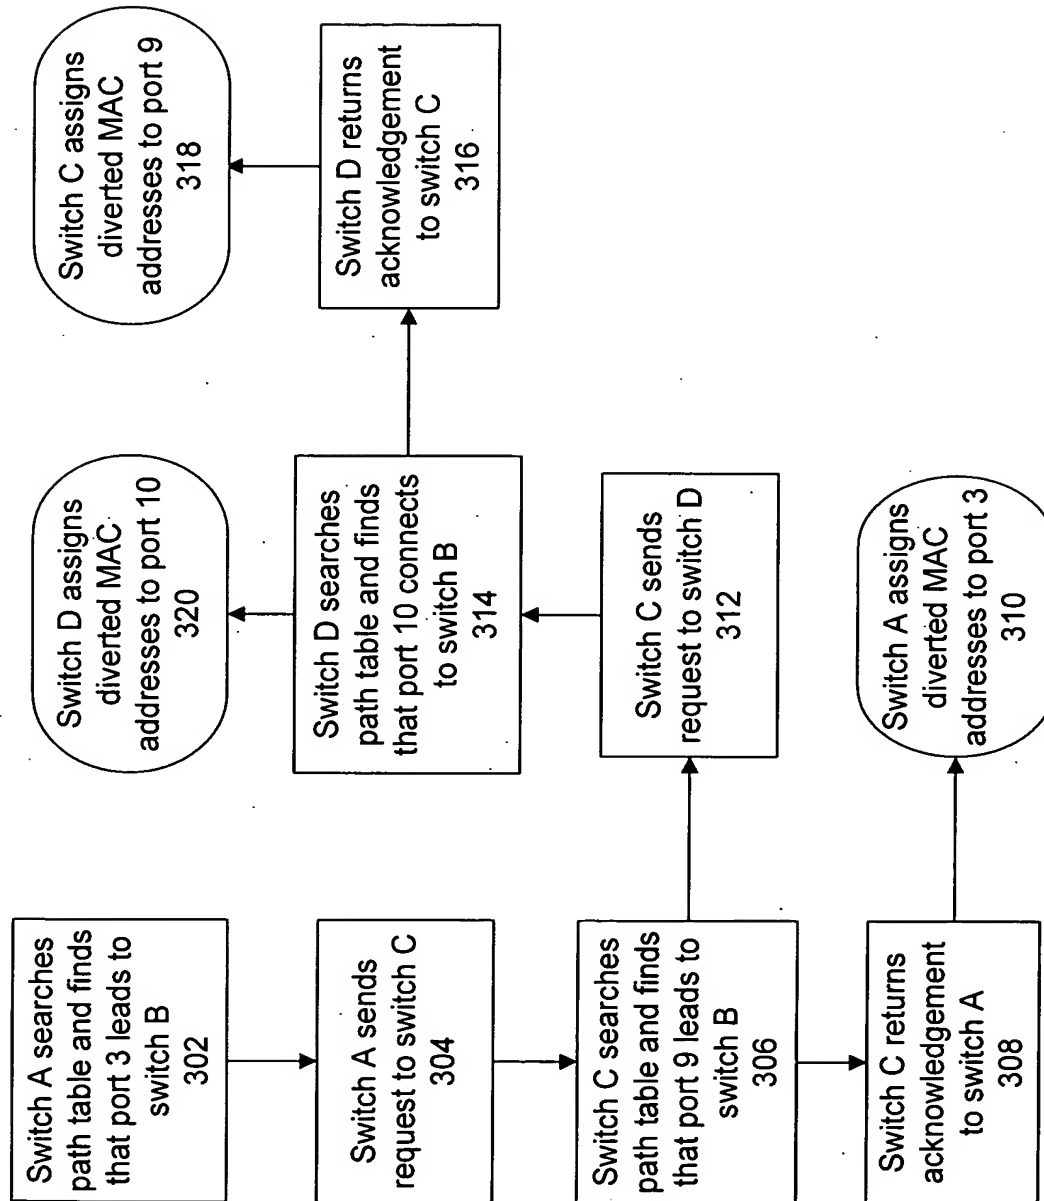 Switch A searches
path table and finds
that port 3 leads to
switch B
302
Switch A sends
request to switch C
304
Switch C searches
path table and finds
that port 9 leads to
switch B
306
Switch C returns
acknowledgement
to switch A
308
Switch A assigns
diverted MAC
addresses to port 3
310
Switch C sends
request to switch D
312
Switch D searches
path table and finds
that port 10 connects
to switch B
314
Switch D returns
acknowledgement
to switch C
316
Switch C assigns
diverted MAC
addresses to port 9
318
Switch D assigns
diverted MAC
addresses to port 10
320